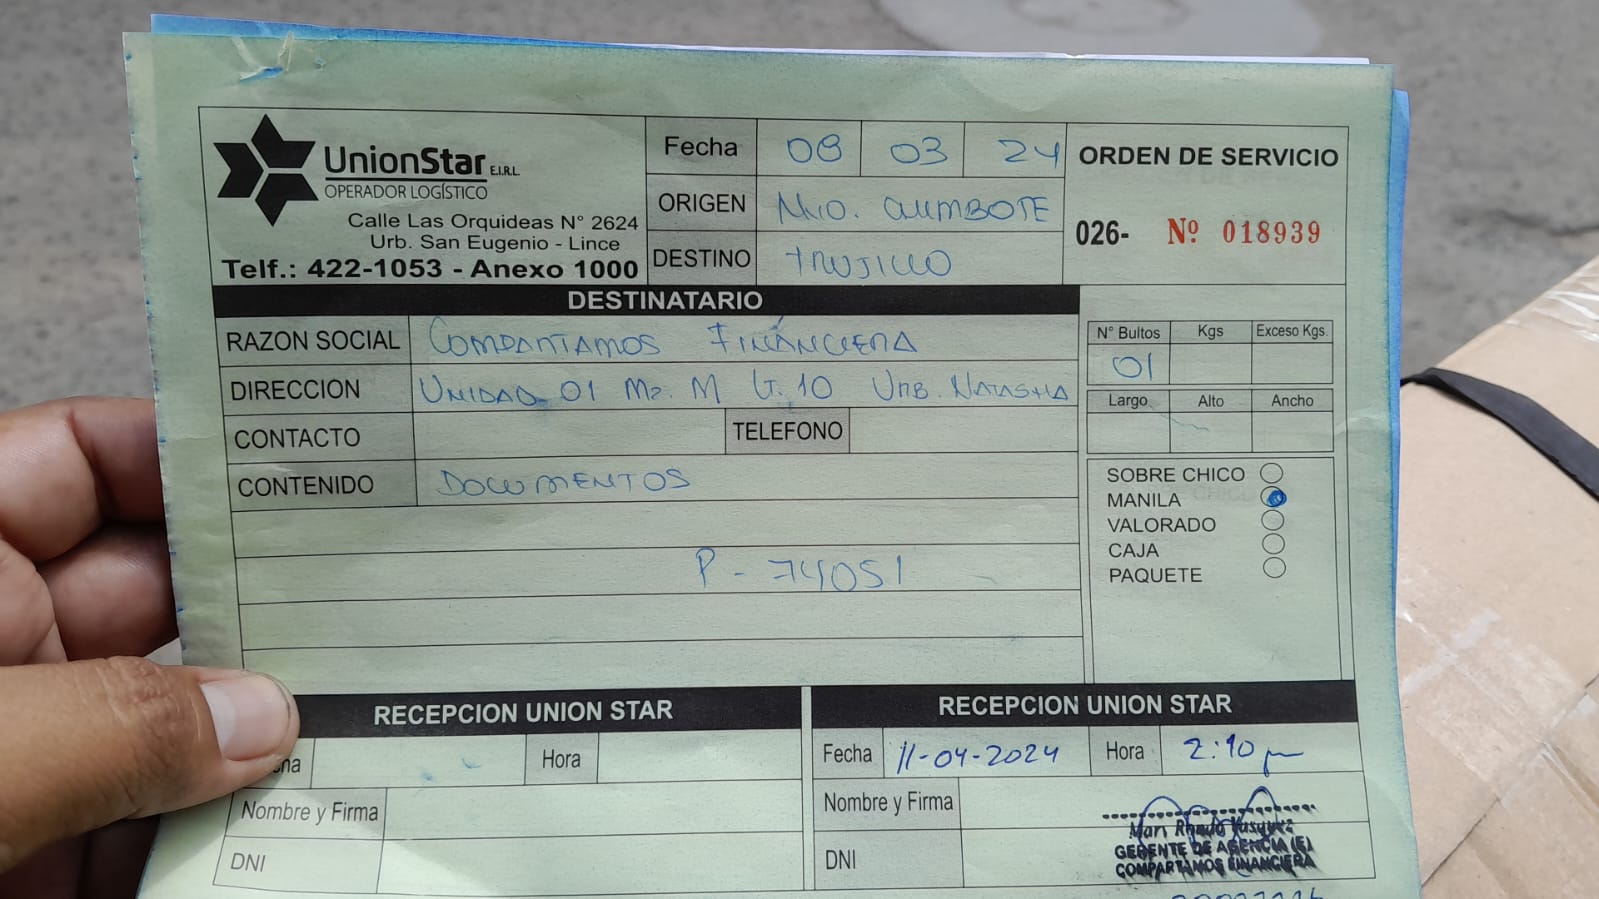 UnionStar E.I.R.L.
OPERADOR LOGÍSTICO
Calle Las Orquideas N° 2624
Urb. San Eugenio - Lince
Telf.: 422-1053 - Anexo 1000
Fecha 08 03 24
ORIGEN Nvo. CHIMBOTE
DESTINO TRUJILLO
ORDEN DE SERVICIO
026- Nº 018939
DESTINATARIO
RAZON SOCIAL COMPARTAMOS FINANCIERA
DIRECCION UNIDAD 01 Mz. M Lt. 10 URB. NATASHA
CONTACTO TELEFONO
CONTENIDO DOCUMENTOS
P - 74051
N° Bultos Kgs Exceso Kgs.
01
Largo Alto Ancho
SOBRE CHICO
MANILA
VALORADO
CAJA
PAQUETE
RECEPCION UNION STAR
Hora
Nombre y Firma
DNI
RECEPCION UNION STAR
Fecha 11-04-2024 Hora 2:10 pm
Nombre y Firma
DNI
GERENTE DE AGENCIA (E)
COMPARTAMOS FINANCIERA